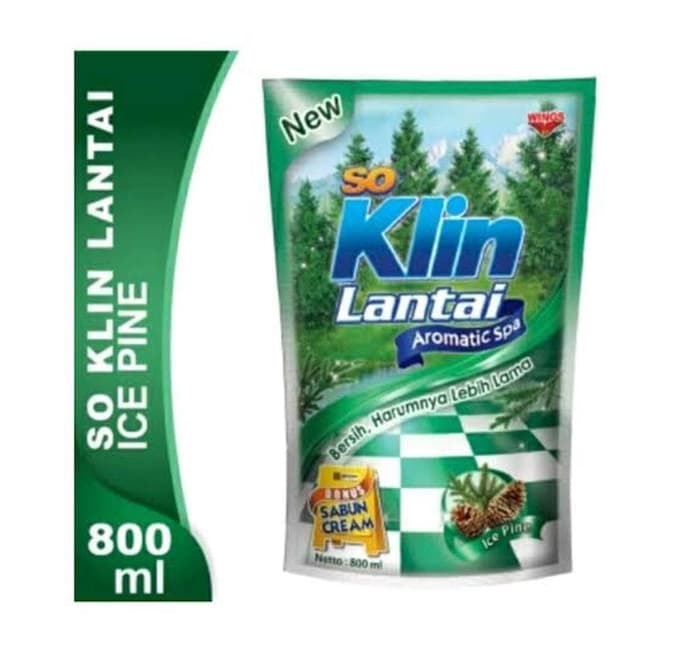 SO KLIN LANTAI
ICE PINE
800
ml
New
WINGS
SO
Klin
Lantai
Aromatic Spa
Bersih, Harumnya Lebih Lama
BONUS
SABUN
CREAM
Ice Pine
Netto : 800 ml